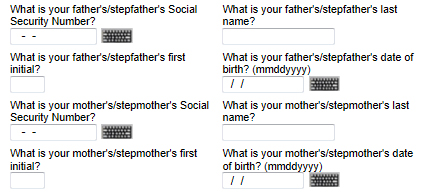 What is your father's/stepfather's Social
Security Number?
- -
What is your father's/stepfather's last
name?
What is your father's/stepfather's first
initial?
What is your father's/stepfather's date of
birth? (mmddyyyy)
/ /
What is your mother's/stepmother's Social
Security Number?
- -
What is your mother's/stepmother's last
name?
What is your mother's/stepmother's first
initial?
What is your mother's/stepmother's date
of birth? (mmddyyyy)
/ /